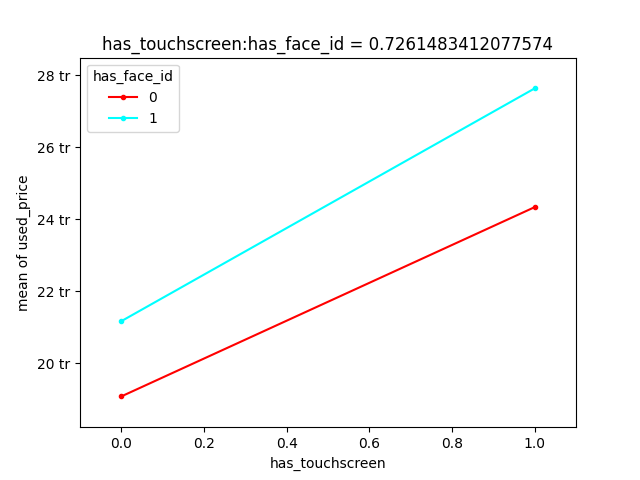 has_touchscreen:has_face_id = 0.7261483412077574
has_face_id
0
1
28 tr
26 tr
24 tr
22 tr
20 tr
mean of used_price
0.0 0.2 0.4 0.6 0.8 1.0
has_touchscreen